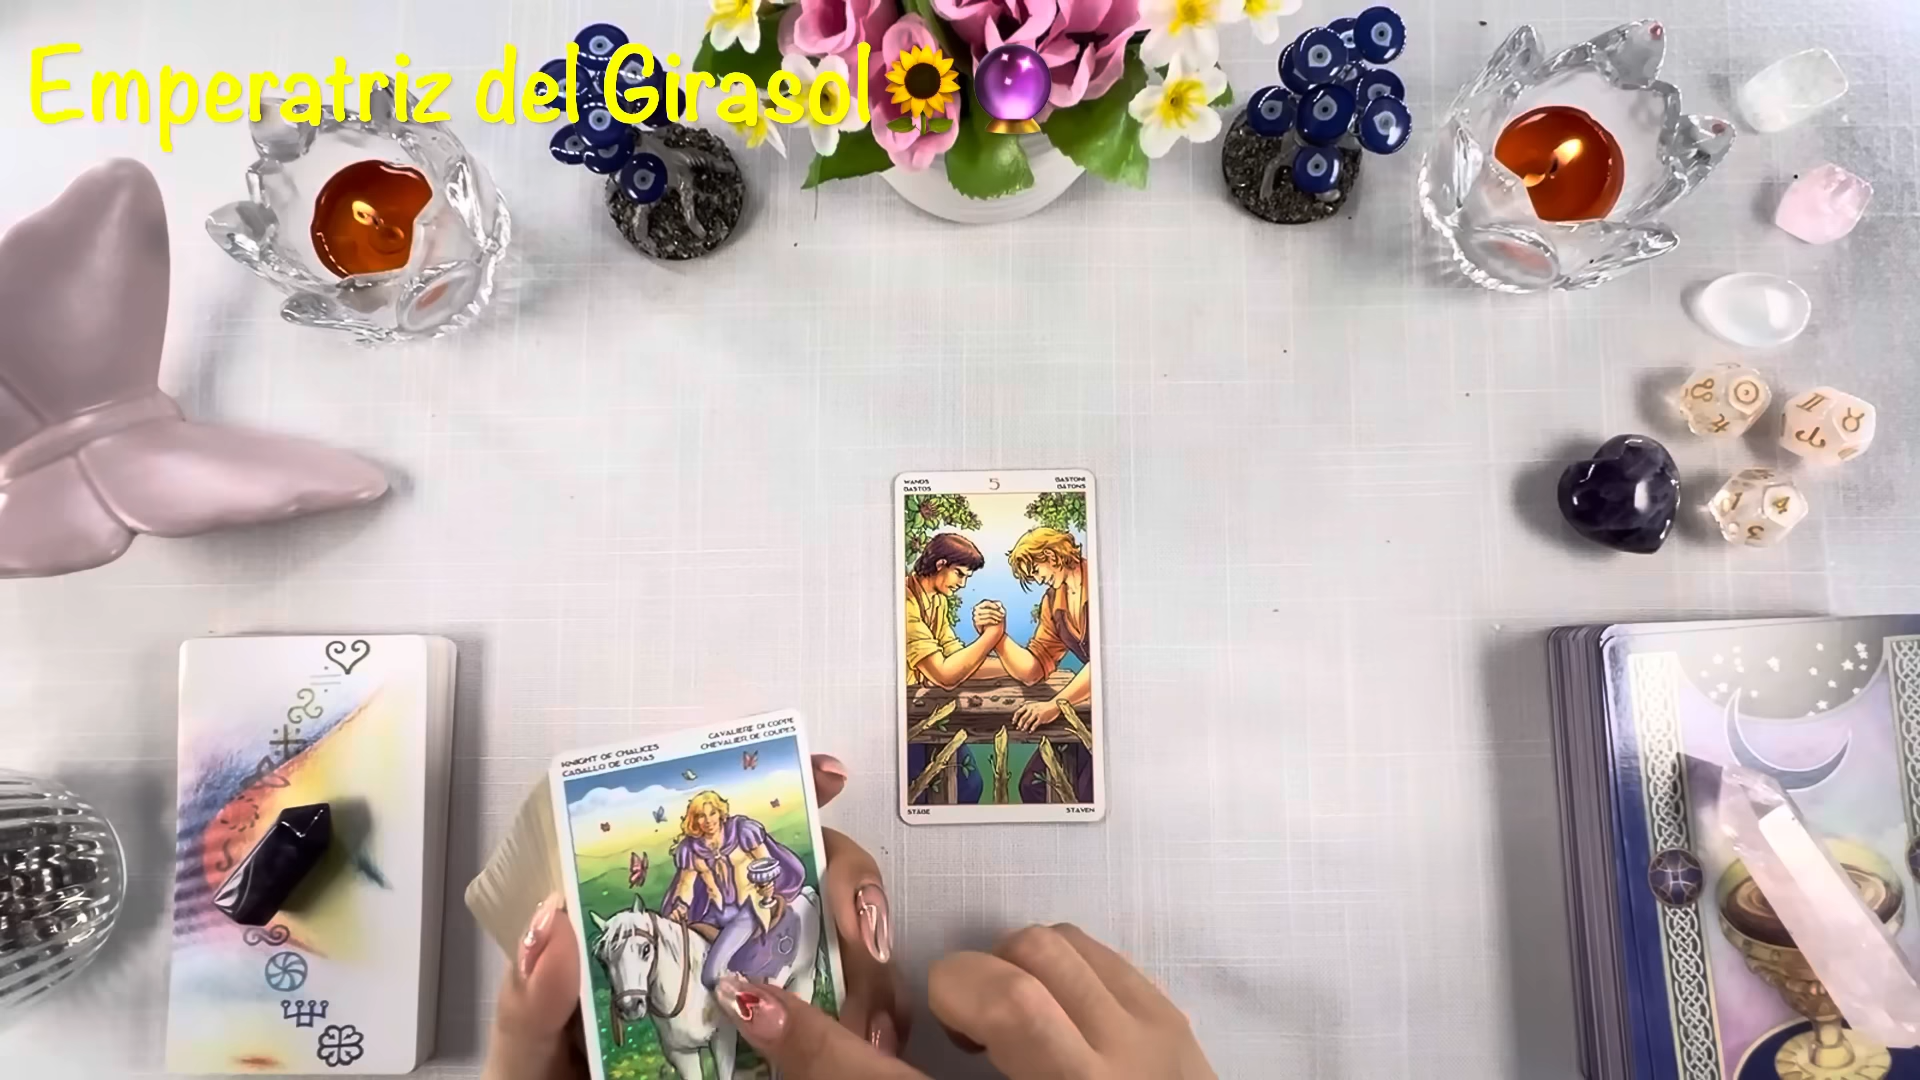 Emperatriz del Girasol🌻🔮
WANDS
BASTOS
5
BASTONI
BÂTONS
STÄBE
STAVEN
KNIGHT OF CHALICES
CABALLO DE COPAS
CAVALIERE DI COPPE
CHEVALIER DE COUPES